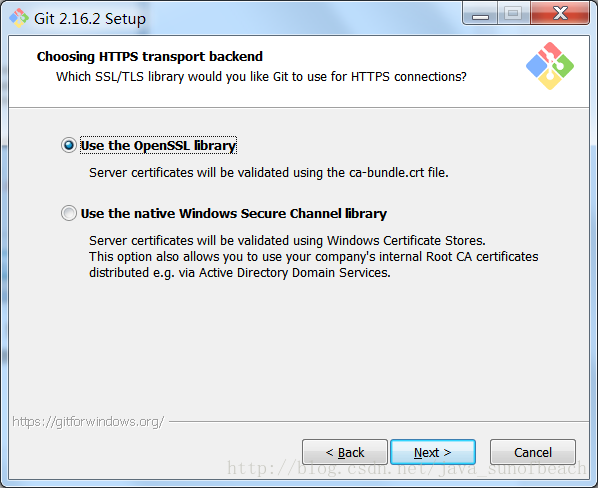 Git 2.16.2 Setup
Choosing HTTPS transport backend
Which SSL/TLS library would you like Git to use for HTTPS connections?
Use the OpenSSL library
Server certificates will be validated using the ca-bundle.crt file.
Use the native Windows Secure Channel library
Server certificates will be validated using Windows Certificate Stores.
This option also allows you to use your company's internal Root CA certificates
distributed e.g. via Active Directory Domain Services.
https://gitforwindows.org/
< Back Next > Cancel
http://blog.csdn.net/java_sunofbeach